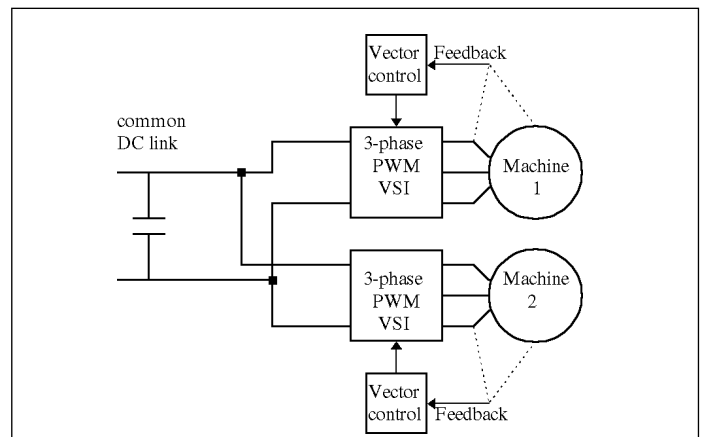 Vector
control
Feedback
common
DC link
3-phase
PWM
VSI
Machine
1
3-phase
PWM
VSI
Machine
2
Vector
control
Feedback